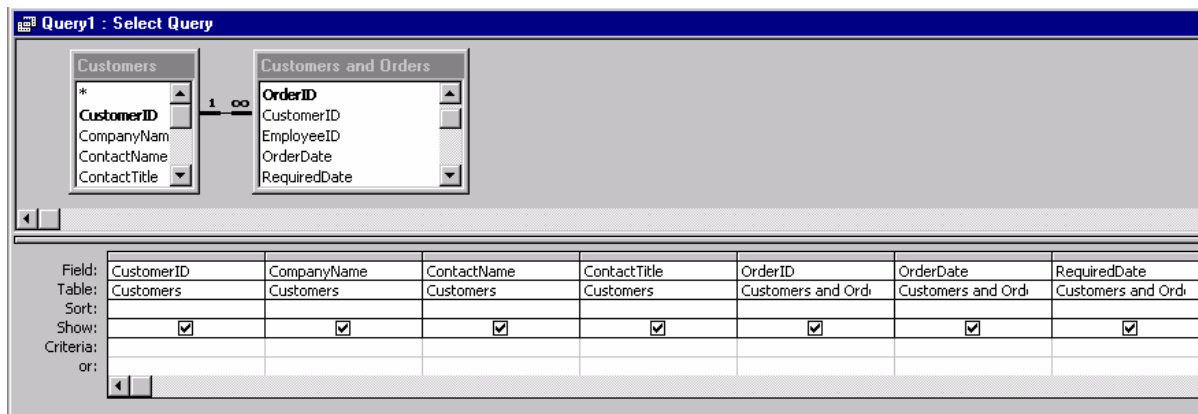 Query1 : Select Query
Customers
*
CustomerID
CompanyNam
ContactName
ContactTitle
1 ∞
Customers and Orders
OrderID
CustomerID
EmployeeID
OrderDate
RequiredDate
Field: CustomerID CompanyName ContactName ContactTitle OrderID OrderDate RequiredDate
Table: Customers Customers Customers Customers Customers and Ord Customers and Ord Customers and Ord
Sort:
Show:
Criteria:
or: